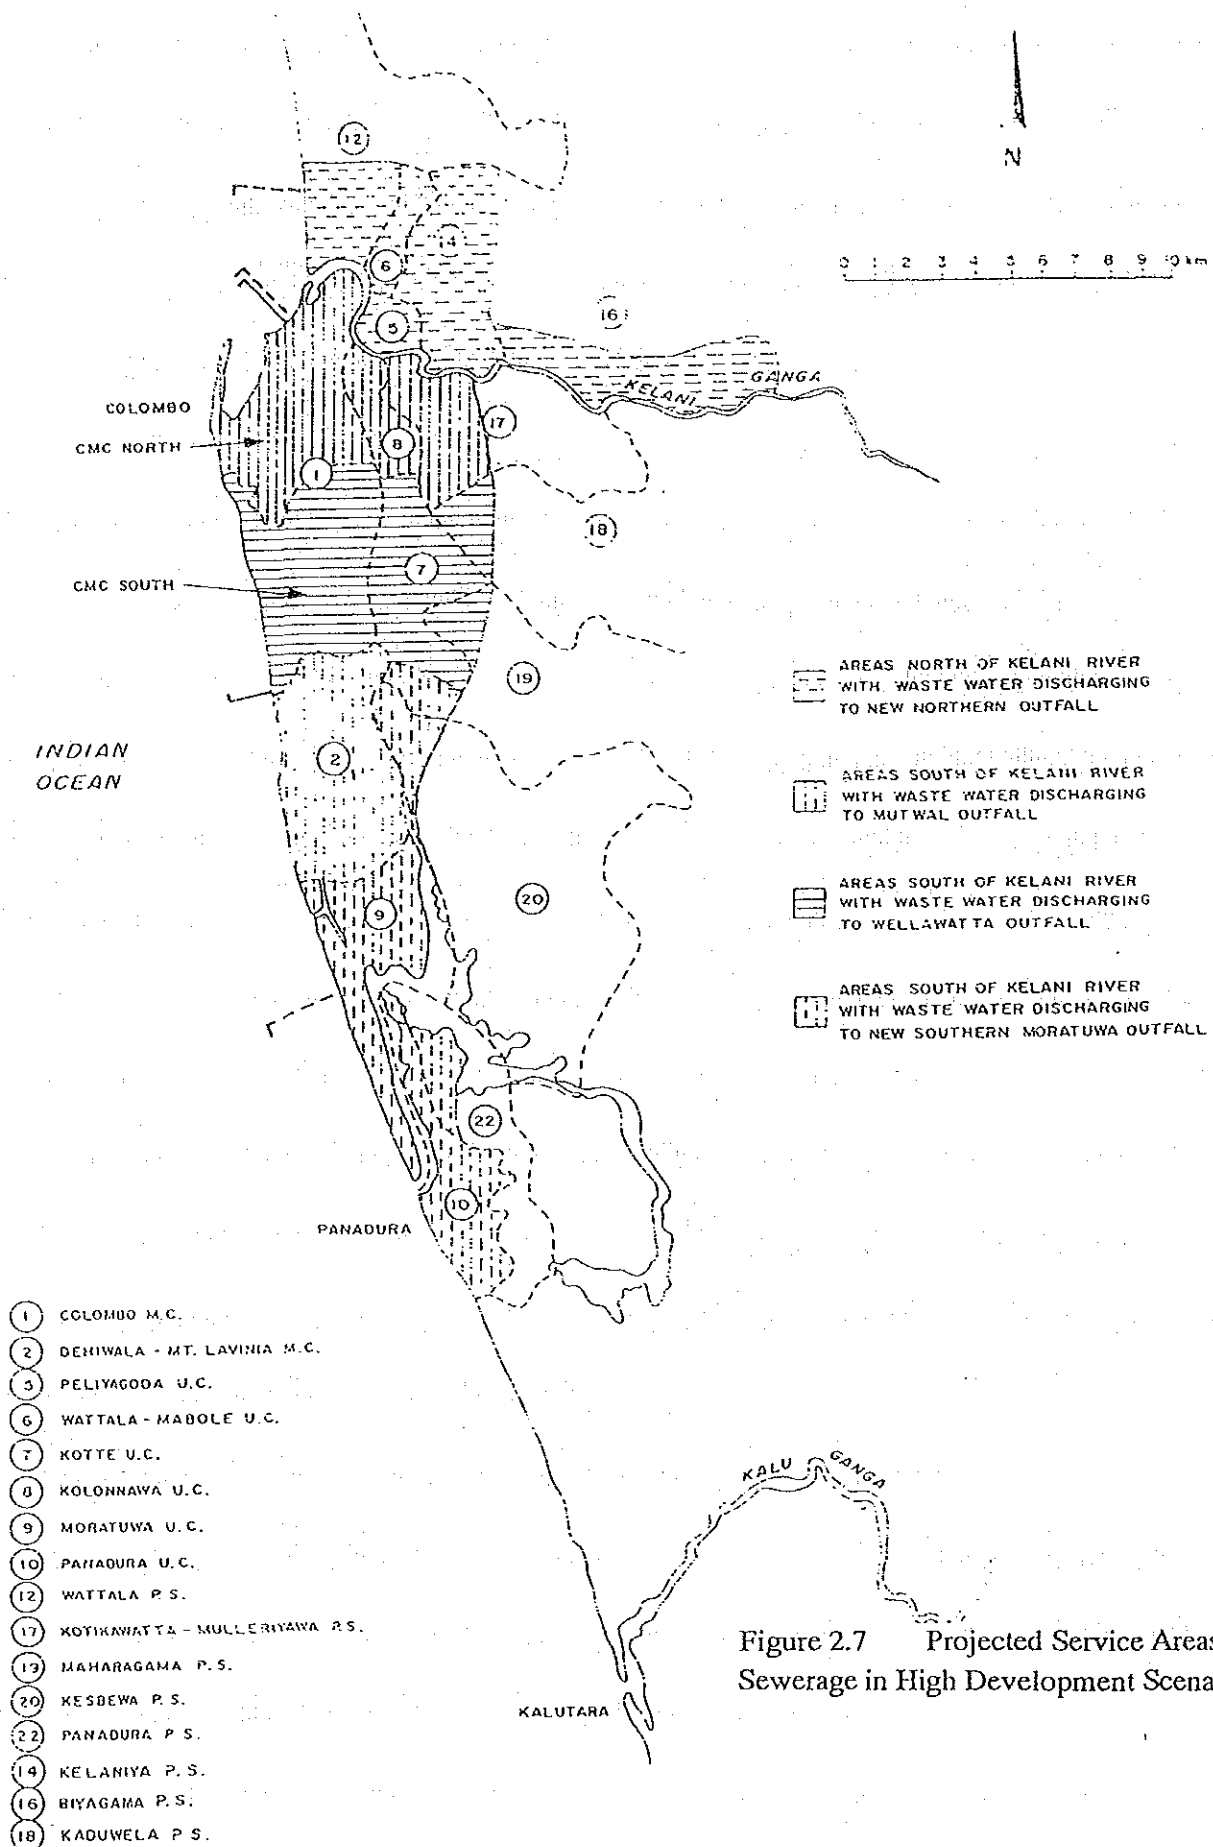 12
N
14
6
0 1 2 3 4 5 6 7 8 9 10 km
16
5
KELANI
GANGA
COLOMBO
17
CMC NORTH
8
1
18
7
CMC SOUTH
19
AREAS NORTH OF KELANI RIVER
WITH WASTE WATER DISCHARGING
TO NEW NORTHERN OUTFALL
INDIAN
OCEAN
2
AREAS SOUTH OF KELANI RIVER
WITH WASTE WATER DISCHARGING
TO MUTWAL OUTFALL
20
9
AREAS SOUTH OF KELANI RIVER
WITH WASTE WATER DISCHARGING
TO WELLAWATTA OUTFALL
AREAS SOUTH OF KELANI RIVER
WITH WASTE WATER DISCHARGING
TO NEW SOUTHERN MORATUWA OUTFALL
22
10
PANADURA
1 COLOMBO M.C.
2 DEHIWALA - MT. LAVINIA M.C.
5 PELIYAGODA U.C.
6 WATTALA - MABOLE U.C.
7 KOTTE U.C.
8 KOLONNAWA U.C.
9 MORATUWA U.C.
10 PANADURA U.C.
12 WATTALA P.S.
17 KOTIKAWATTA - MULLERIYAWA P.S.
19 MAHARAGAMA P.S.
20 KESBEWA P.S.
22 PANADURA P.S.
14 KELANIYA P.S.
16 BIYAGAMA P.S.
18 KADUWELA P.S.
KALU GANGA
KALUTARA
Figure 2.7 Projected Service Areas
Sewerage in High Development Scena